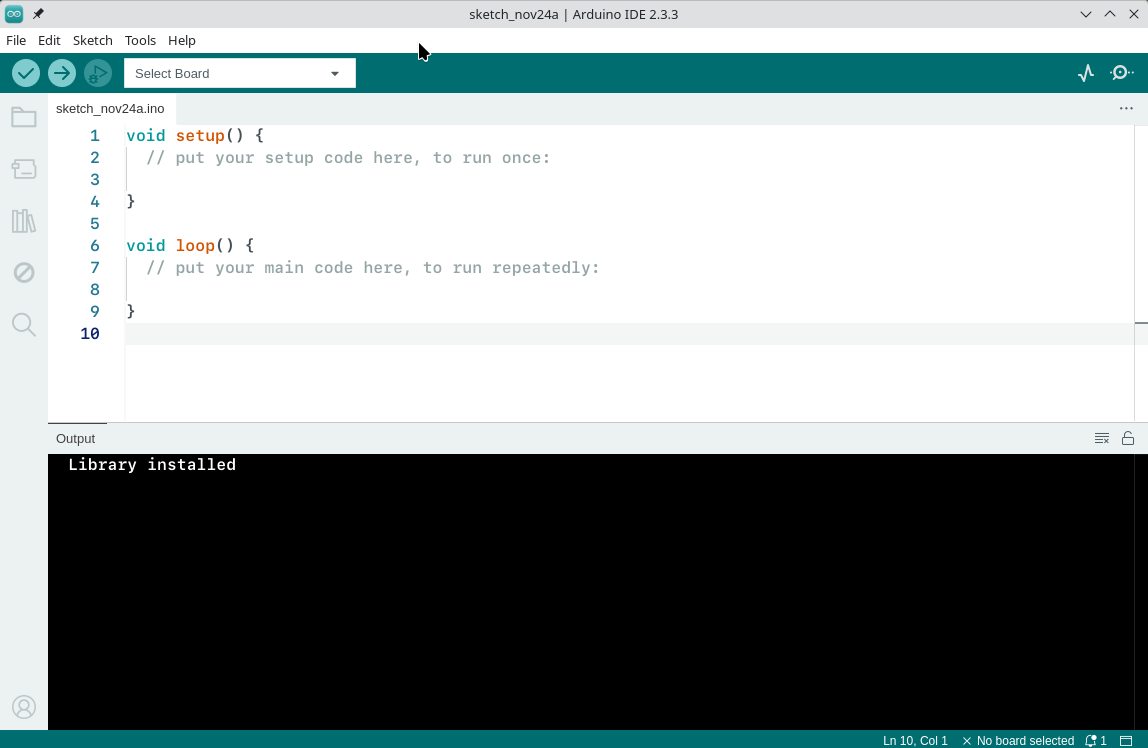 sketch_nov24a | Arduino IDE 2.3.3
File Edit Sketch Tools Help
Select Board
sketch_nov24a.ino
1 void setup() {
2   // put your setup code here, to run once:
3
4 }
5
6 void loop() {
7   // put your main code here, to run repeatedly:
8
9 }
10
Output
Library installed
Ln 10, Col 1 No board selected 1